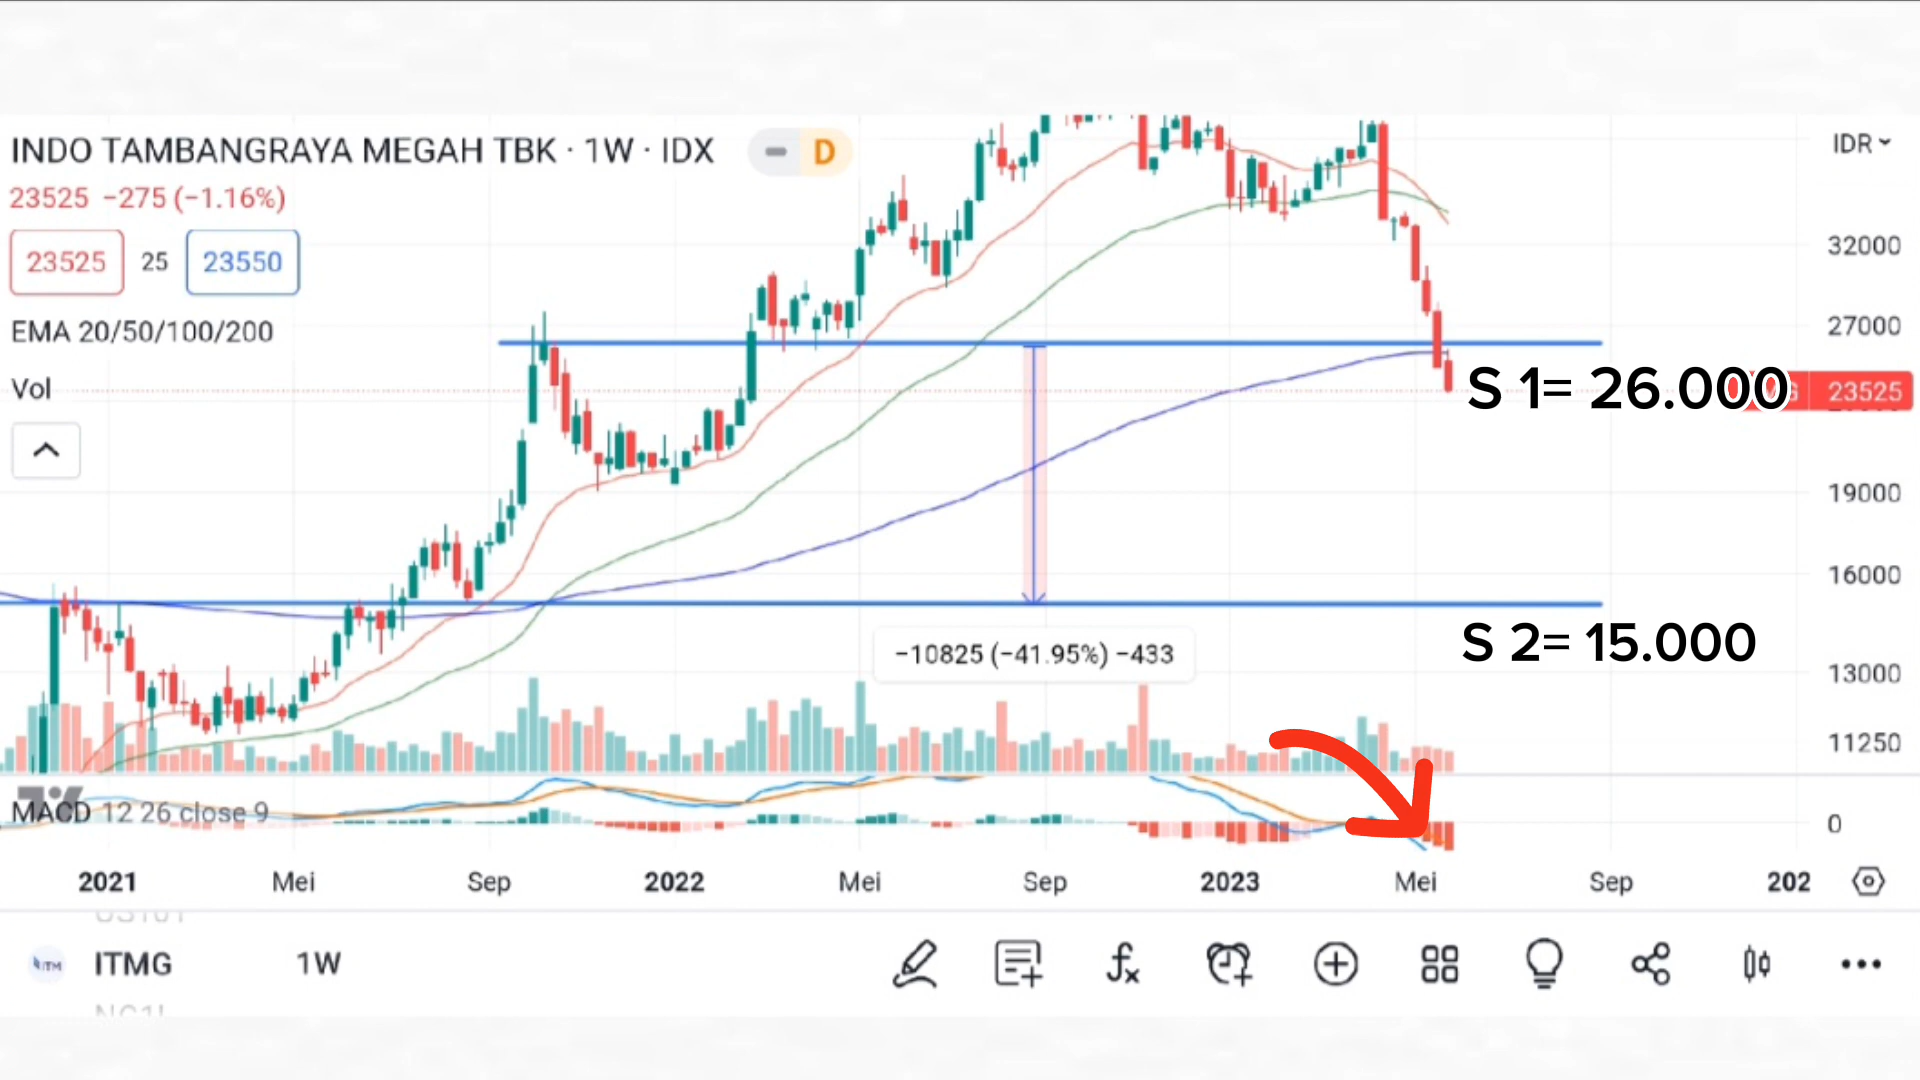 INDO TAMBANGRAYA MEGAH TBK · 1W · IDX
D
IDR
23525 −275 (−1.16%)
23525 25 23550
EMA 20/50/100/200
Vol
32000
27000
S 1= 26.000
23525
19000
16000
S 2= 15.000
−10825 (−41.95%) −433
13000
11250
MACD 12 26 close 9
0
2021 Mei Sep 2022 Mei Sep 2023 Mei Sep 202
ITM ITMG 1W